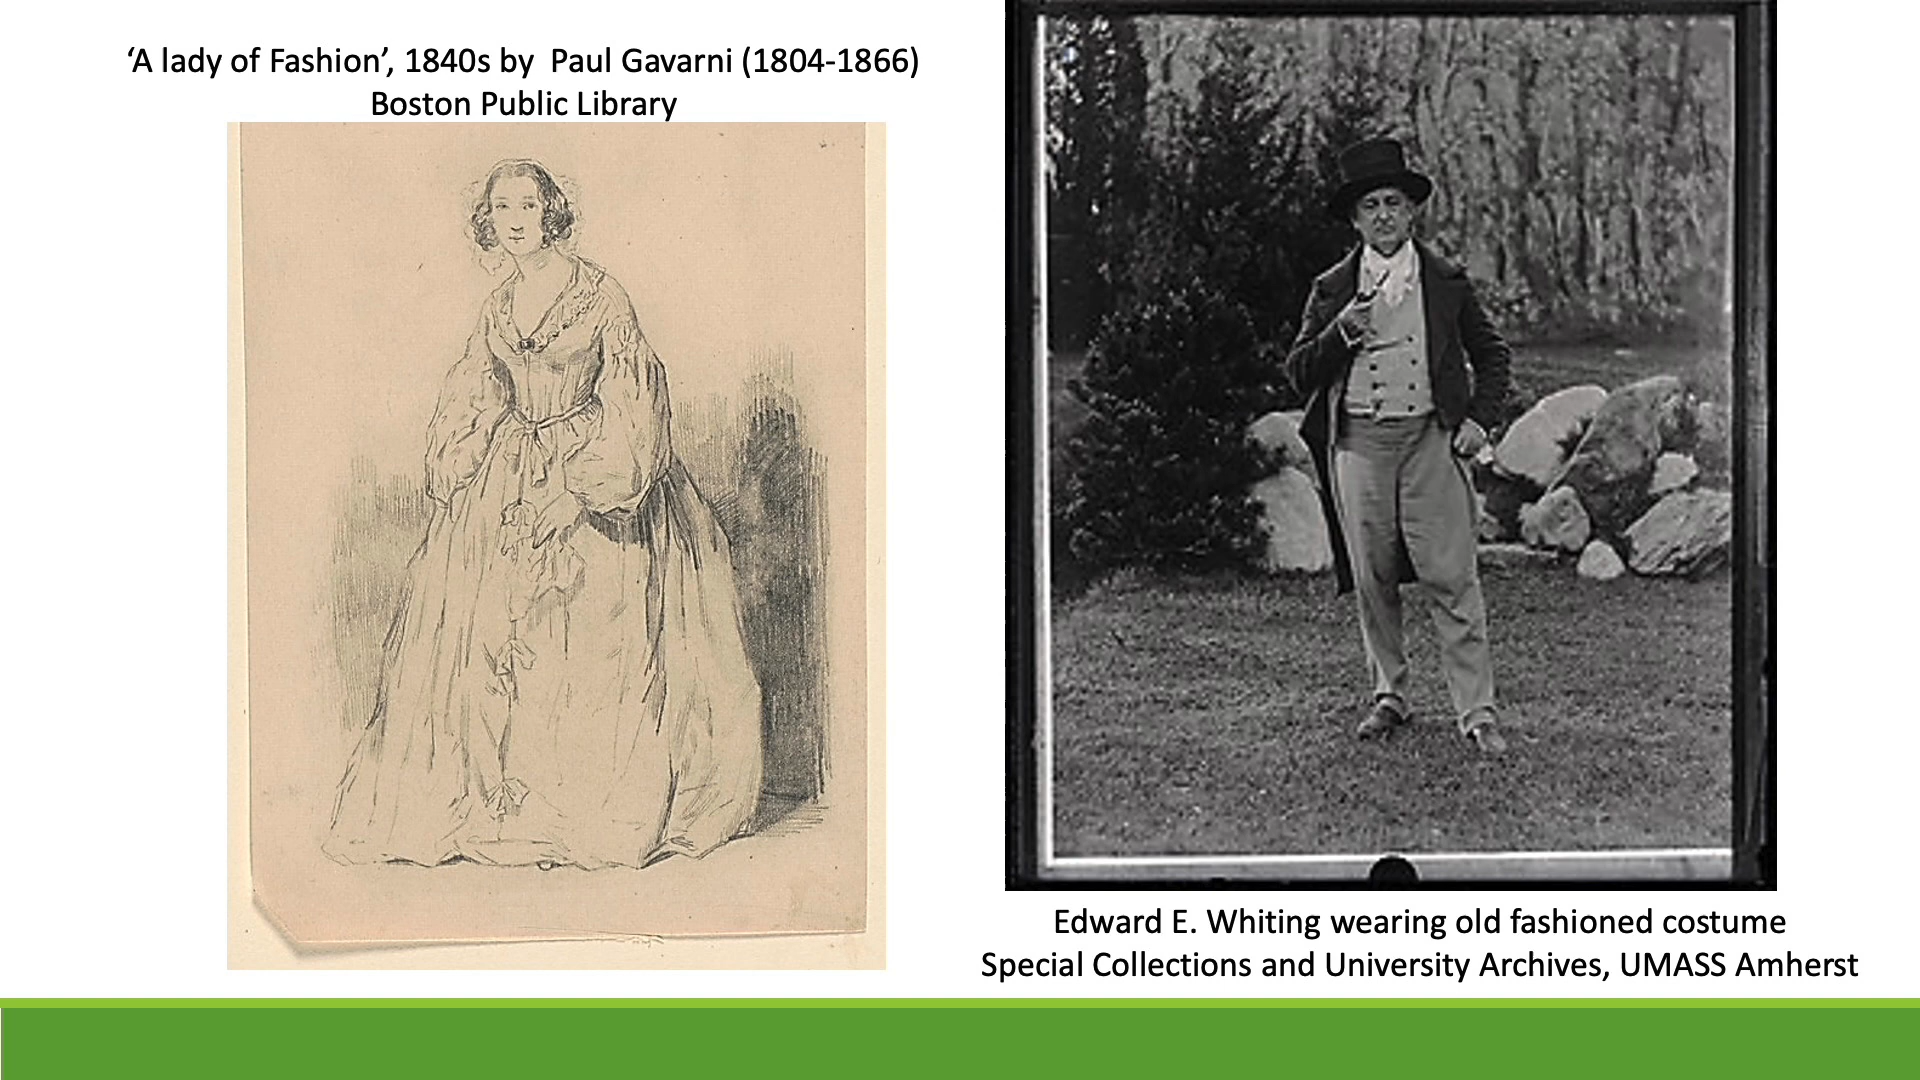 ‘A lady of Fashion’, 1840s by  Paul Gavarni (1804-1866)
Boston Public Library
Edward E. Whiting wearing old fashioned costume
Special Collections and University Archives, UMASS Amherst